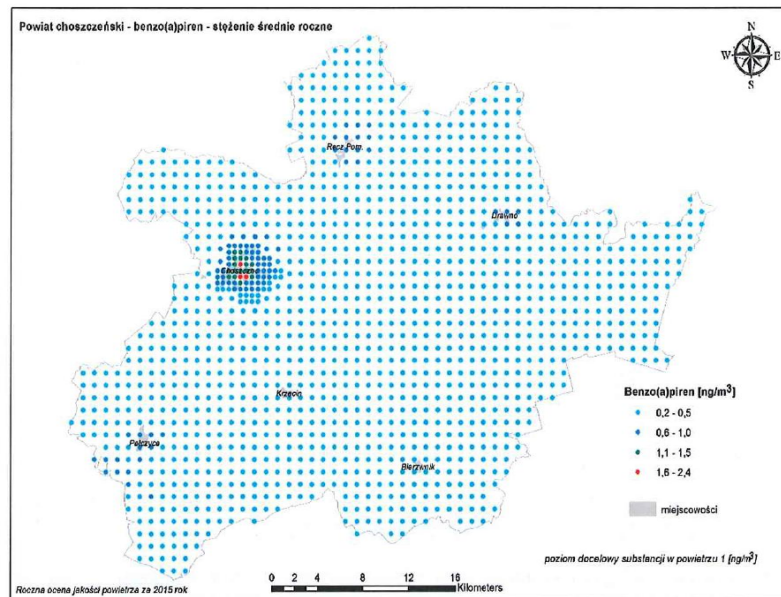 Powiat choszczeński - benzo(a)piren - stężenie średnie roczne
N
W E
S
Recz Pom.
Drawno
Choszczno
Krzęcin
Pełczyce
Bierzwnik
Benzo(a)piren [ng/m³]
0,2 - 0,5
0,6 - 1,0
1,1 - 1,5
1,6 - 2,4
miejscowości
poziom docelowy substancji w powietrzu 1 [ng/m³]
Roczna ocena jakości powietrza za 2015 rok
0 2 4 8 12 16
Kilometers